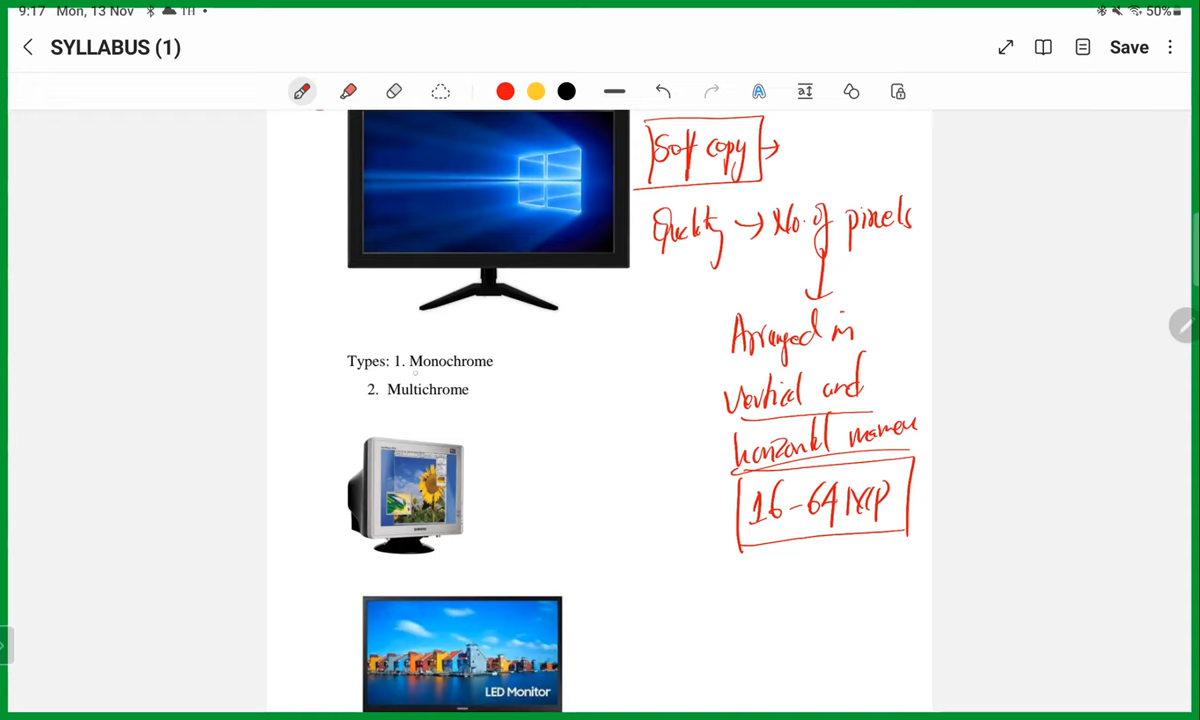 9:17 Mon, 13 Nov TH •
50%
SYLLABUS (1)
Save
Soft copy →
Quality → No. of pixels
Arranged in
vertical and
horizontal manner
16-64 MP
Types: 1. Monochrome
2. Multichrome
LED Monitor